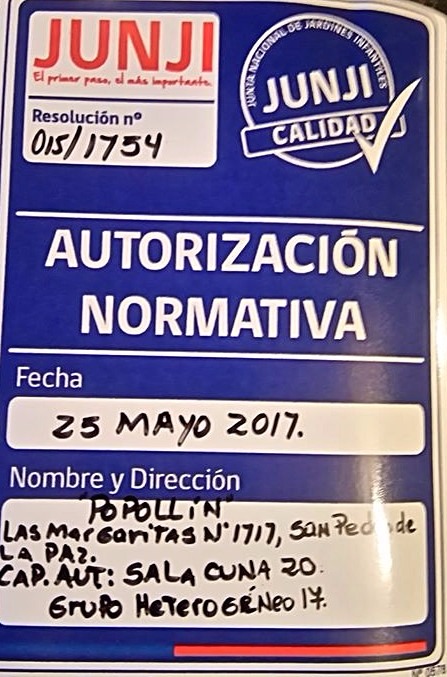 JUNJI
El primer paso, el más importante.
JUNTA NACIONAL DE JARDINES INFANTILES
JUNJI
CALIDAD
Resolución nº
015/1754
AUTORIZACIÓN
NORMATIVA
Fecha
25 MAYO 2017.
Nombre y Dirección
"POPOLLIN"
LAS MarGaritAS N°1717, San Pedro de
LA PAZ.
CAP. AUT: SALA CUNA 20.
Grupo HeteroGÉNeo 17.